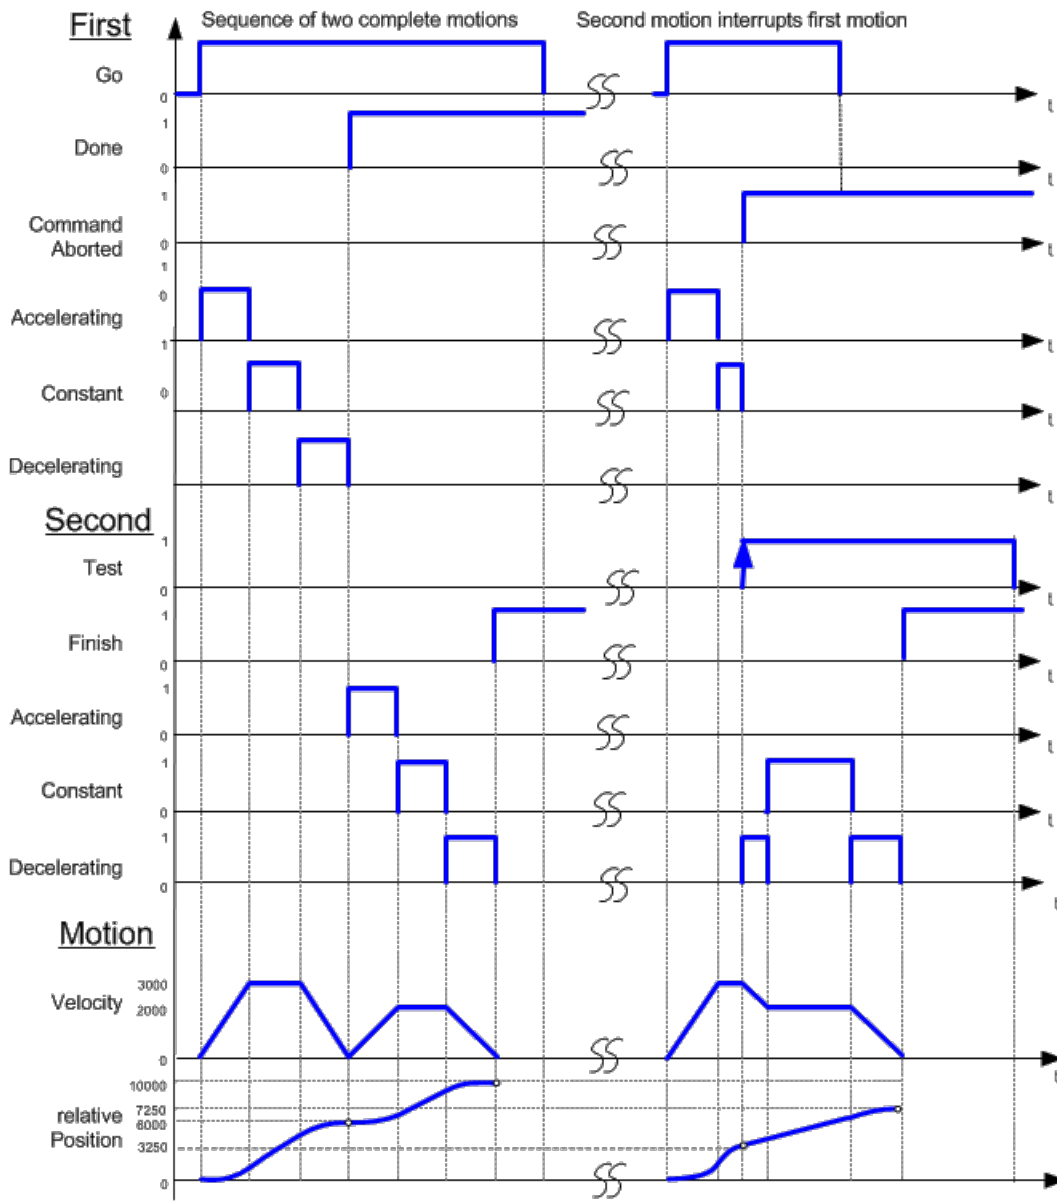 First
Sequence of two complete motions
Second motion interrupts first motion
Go
0
t
1
Done
0
t
1
Command
Aborted
0
t
1
0
Accelerating
1
t
Constant
0
t
Decelerating
t
Second
1
Test
0
t
1
Finish
0
t
1
Accelerating
0
t
1
Constant
0
t
1
Decelerating
0
t
Motion
3000
Velocity
2000
0
t
10000
relative
Position
7250
6000
3250
0
t